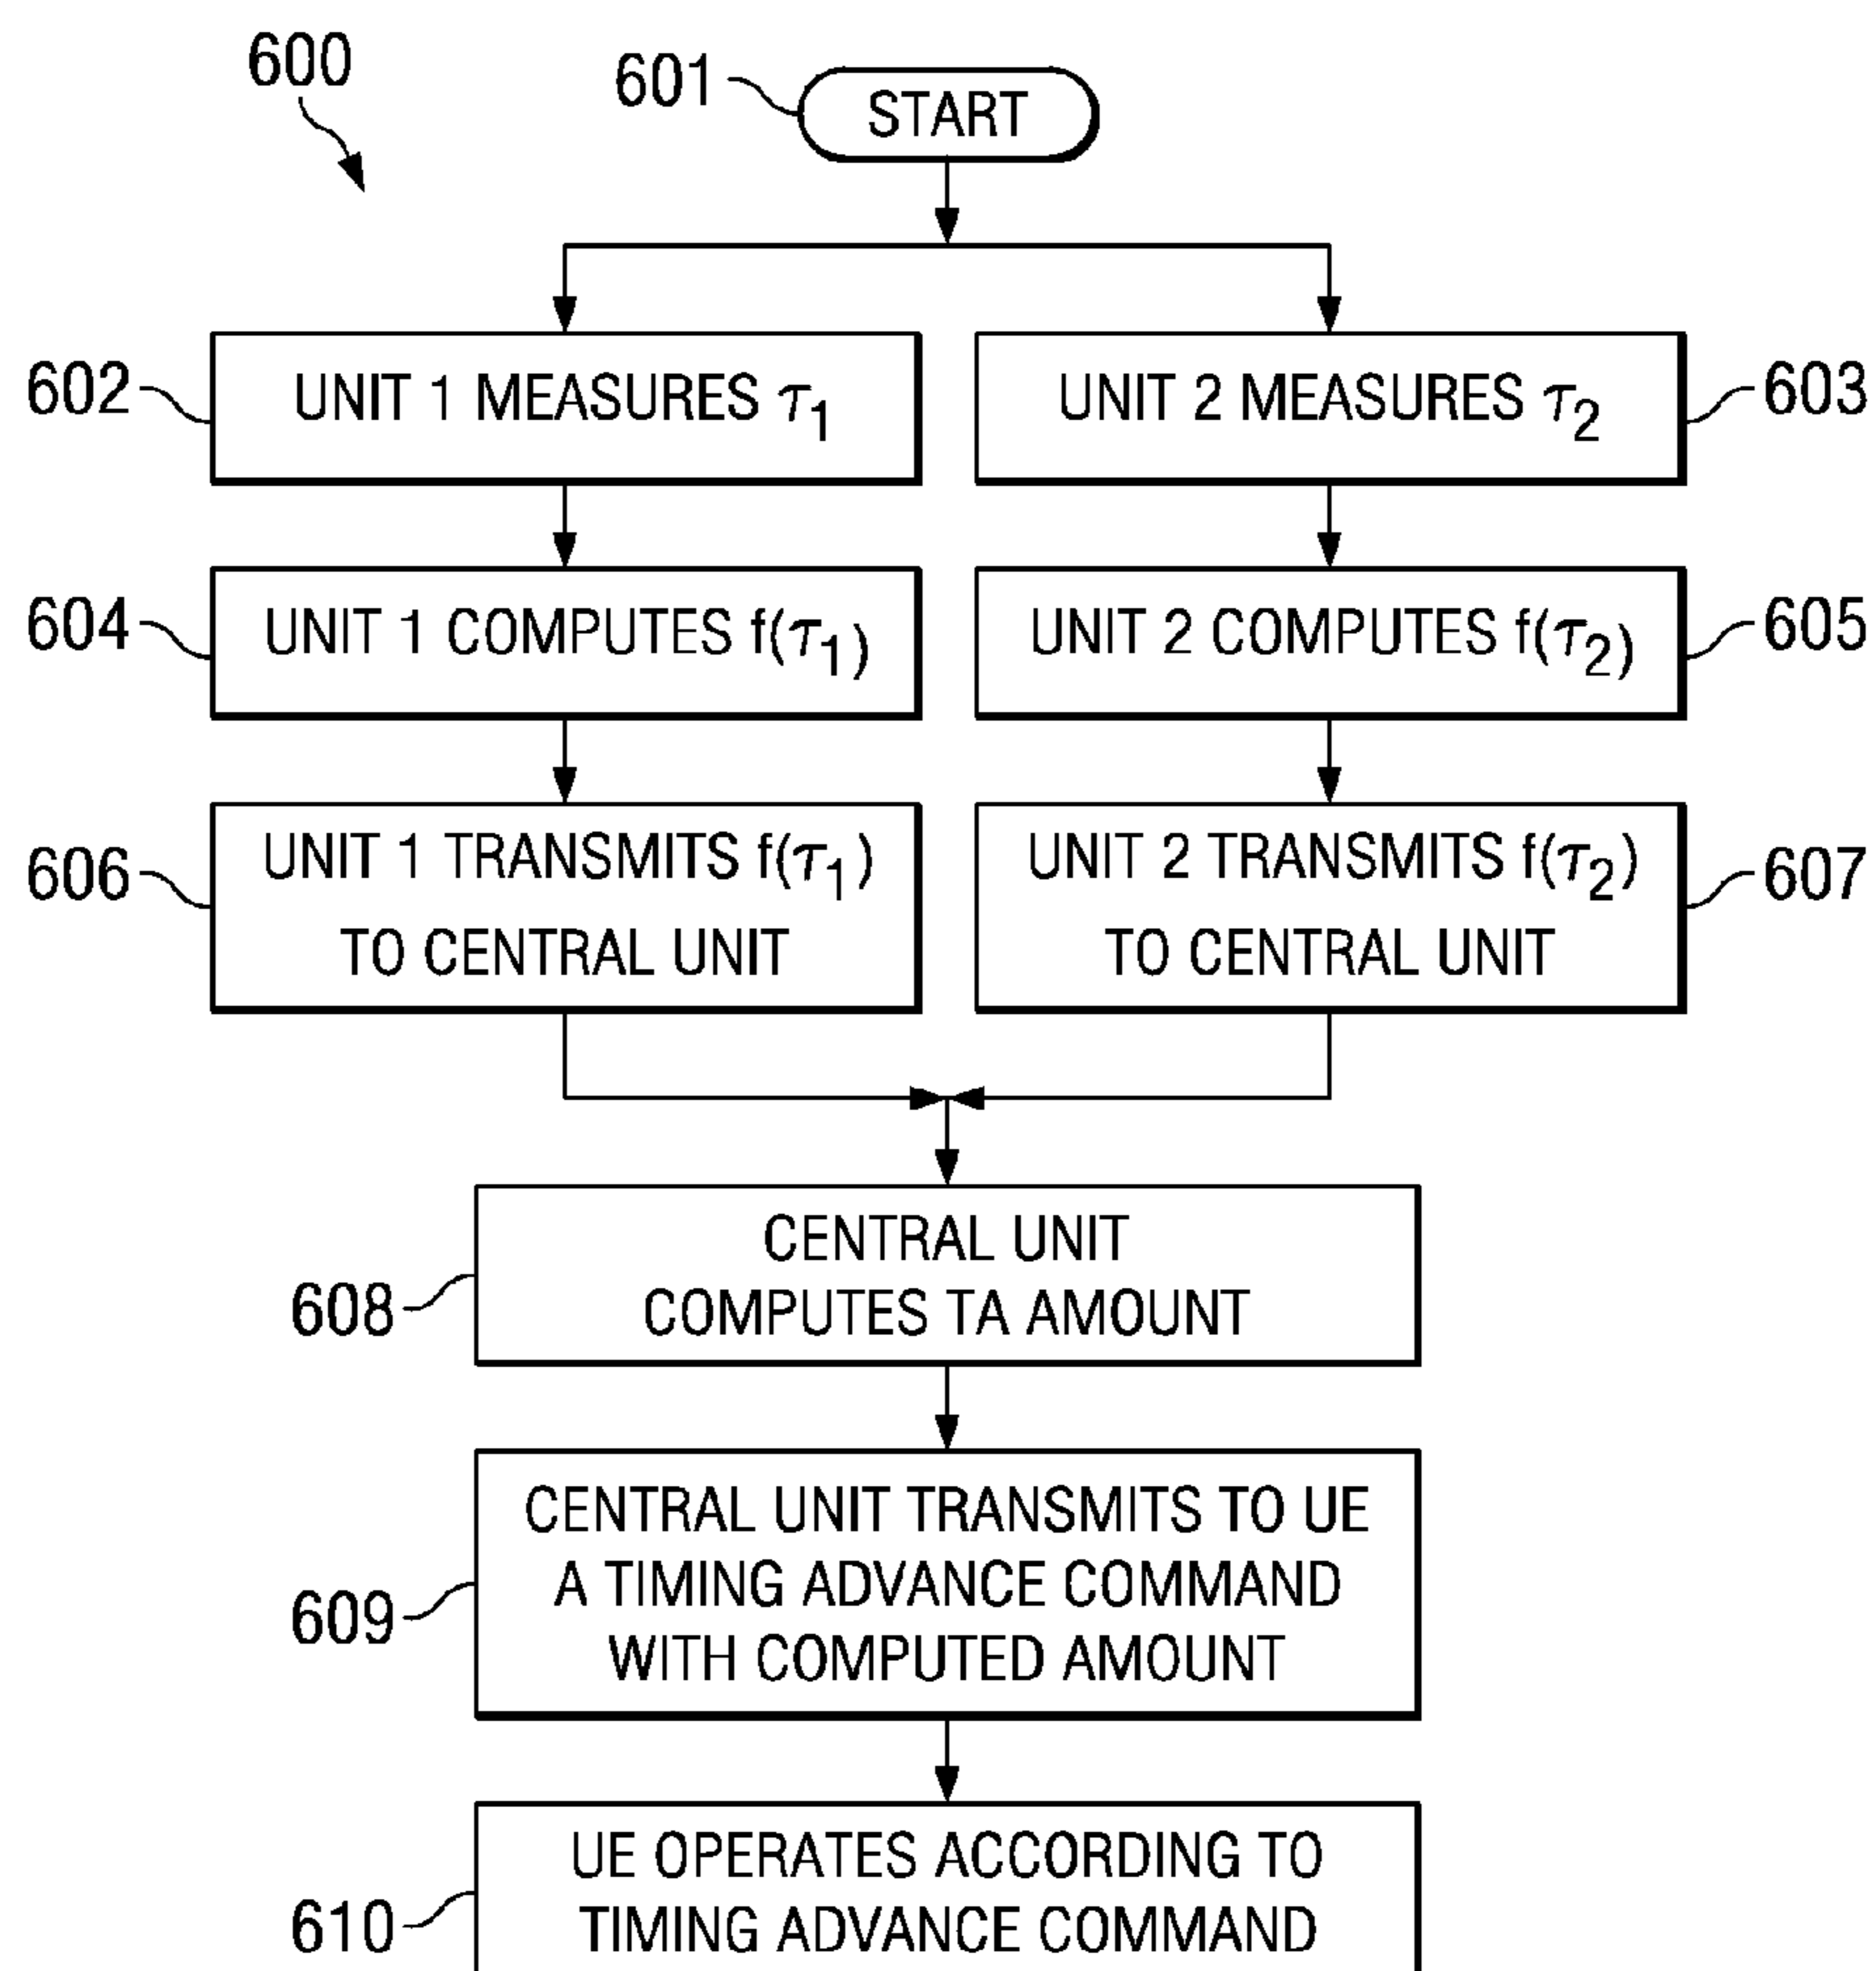 600
601
START
602
UNIT 1 MEASURES τ1
UNIT 2 MEASURES τ2
603
604
UNIT 1 COMPUTES f(τ1)
UNIT 2 COMPUTES f(τ2)
605
606
UNIT 1 TRANSMITS f(τ1)
TO CENTRAL UNIT
UNIT 2 TRANSMITS f(τ2)
TO CENTRAL UNIT
607
608
CENTRAL UNIT
COMPUTES TA AMOUNT
609
CENTRAL UNIT TRANSMITS TO UE
A TIMING ADVANCE COMMAND
WITH COMPUTED AMOUNT
610
UE OPERATES ACCORDING TO
TIMING ADVANCE COMMAND